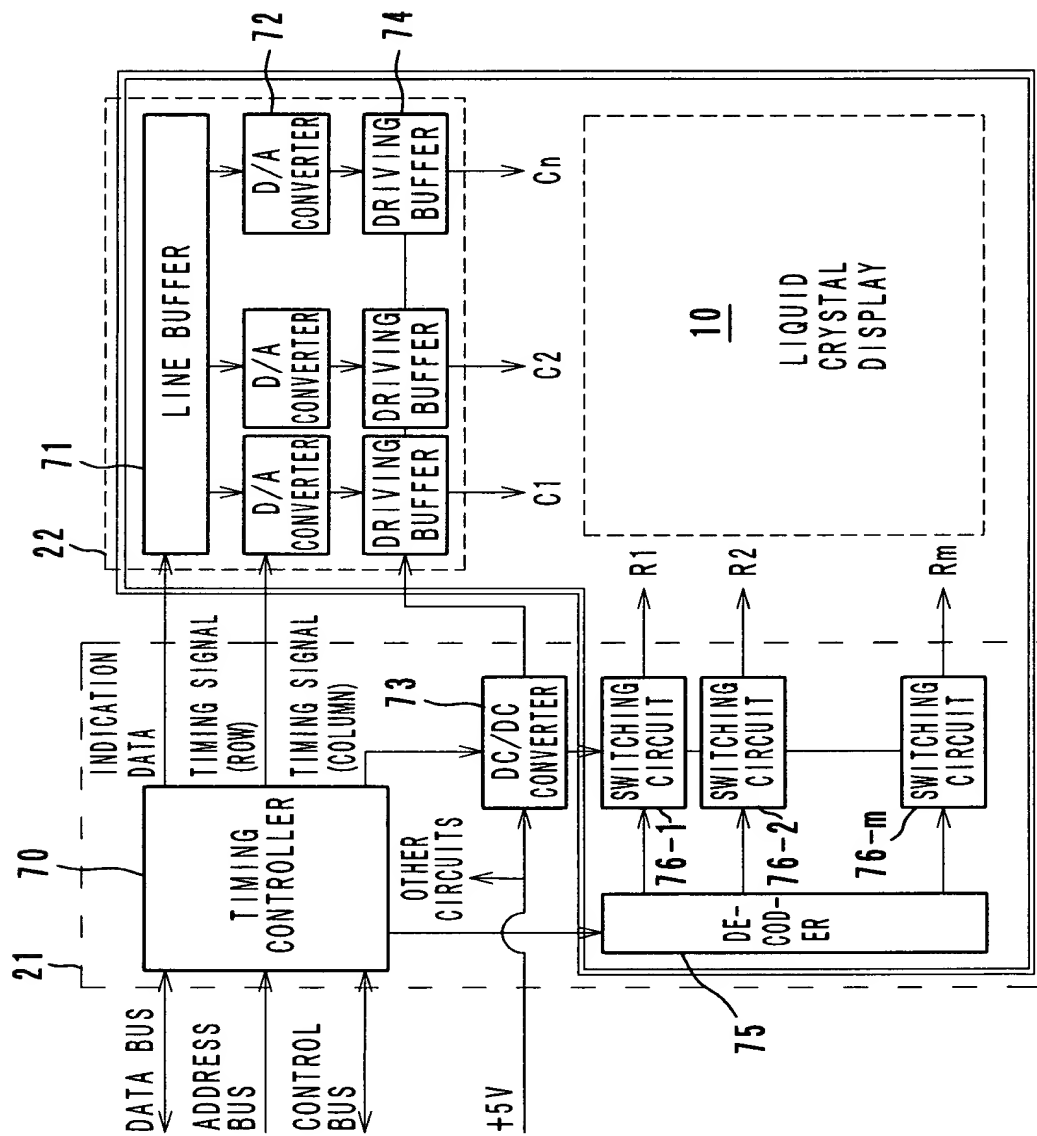 DATA BUS
ADDRESS
BUS
CONTROL
BUS
+5V
21
70
TIMING
CONTROLLER
INDICATION
DATA
TIMING SIGNAL
(ROW)
TIMING SIGNAL
(COLUMN)
OTHER
CIRCUITS
73
DC/DC
CONVERTER
22
71
LINE BUFFER
D/A
CONVERTER
D/A
CONVERTER
D/A
CONVERTER
72
DRIVING
BUFFER
DRIVING
BUFFER
DRIVING
BUFFER
74
C1
C2
Cn
75
DE-
COD-
ER
SWITCHING
CIRCUIT
76-1
R1
SWITCHING
CIRCUIT
76-2
R2
SWITCHING
CIRCUIT
76-m
Rm
10
LIQUID
CRYSTAL
DISPLAY